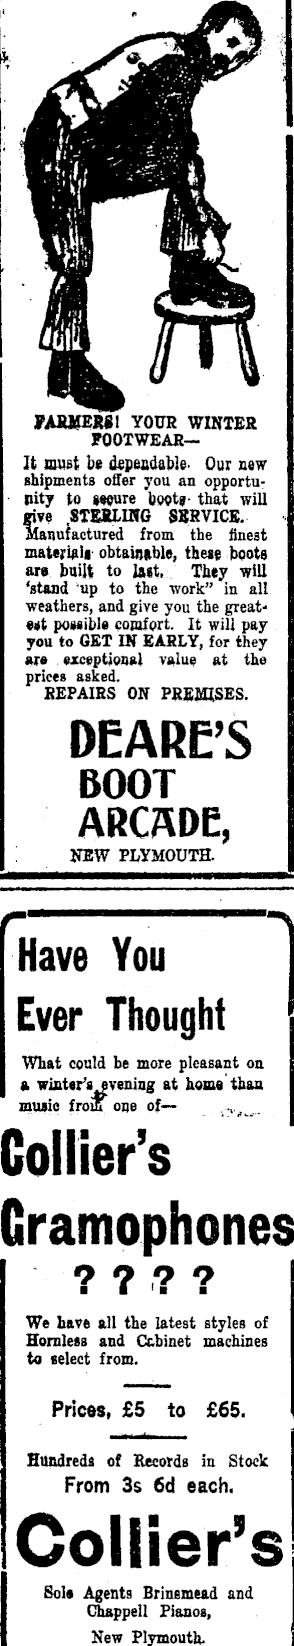 FARMERS! YOUR WINTER
FOOTWEAR—
It must be dependable. Our new
shipments offer you an opportu-
nity to secure boots that will
give STERLING SERVICE.
Manufactured from the finest
materials obtainable, these boots
are built to last. They will
'stand up to the work" in all
weathers, and give you the great-
est possible comfort. It will pay
you to GET IN EARLY, for they
are exceptional value at the
prices asked.
REPAIRS ON PREMISES.
DEARE'S
BOOT
ARCADE,
NEW PLYMOUTH.
Have You
Ever Thought
What could be more pleasant on
a winter's evening at home than
music from one of—
Collier's
Gramophones
? ? ? ?
We have all the latest styles of
Hornless and Cabinet machines
to select from.
Prices, £5 to £65.
Hundreds of Records in Stock
From 3s 6d each.
Collier's
Sole Agents Brinsmead and
Chappell Pianos,
New Plymouth.